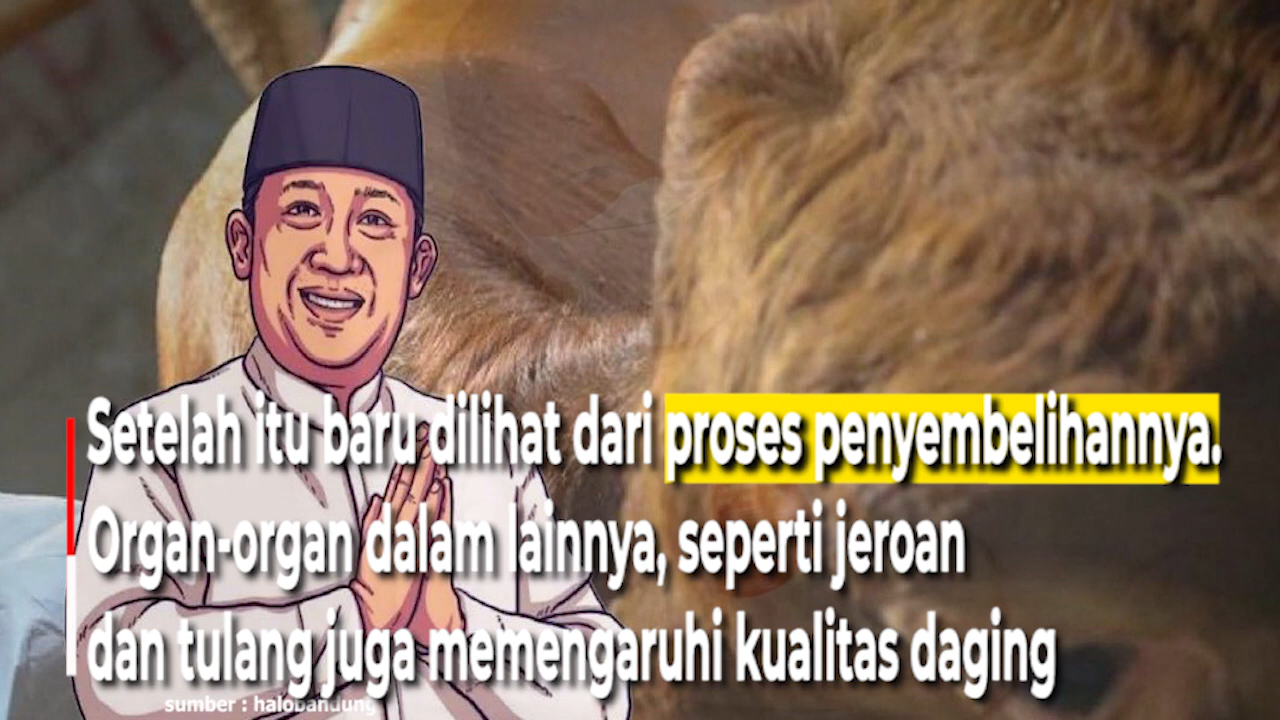 Setelah itu baru dilihat dari proses penyembelihannya.
Organ-organ dalam lainnya, seperti jeroan
dan tulang juga memengaruhi kualitas daging
sumber : halobandung